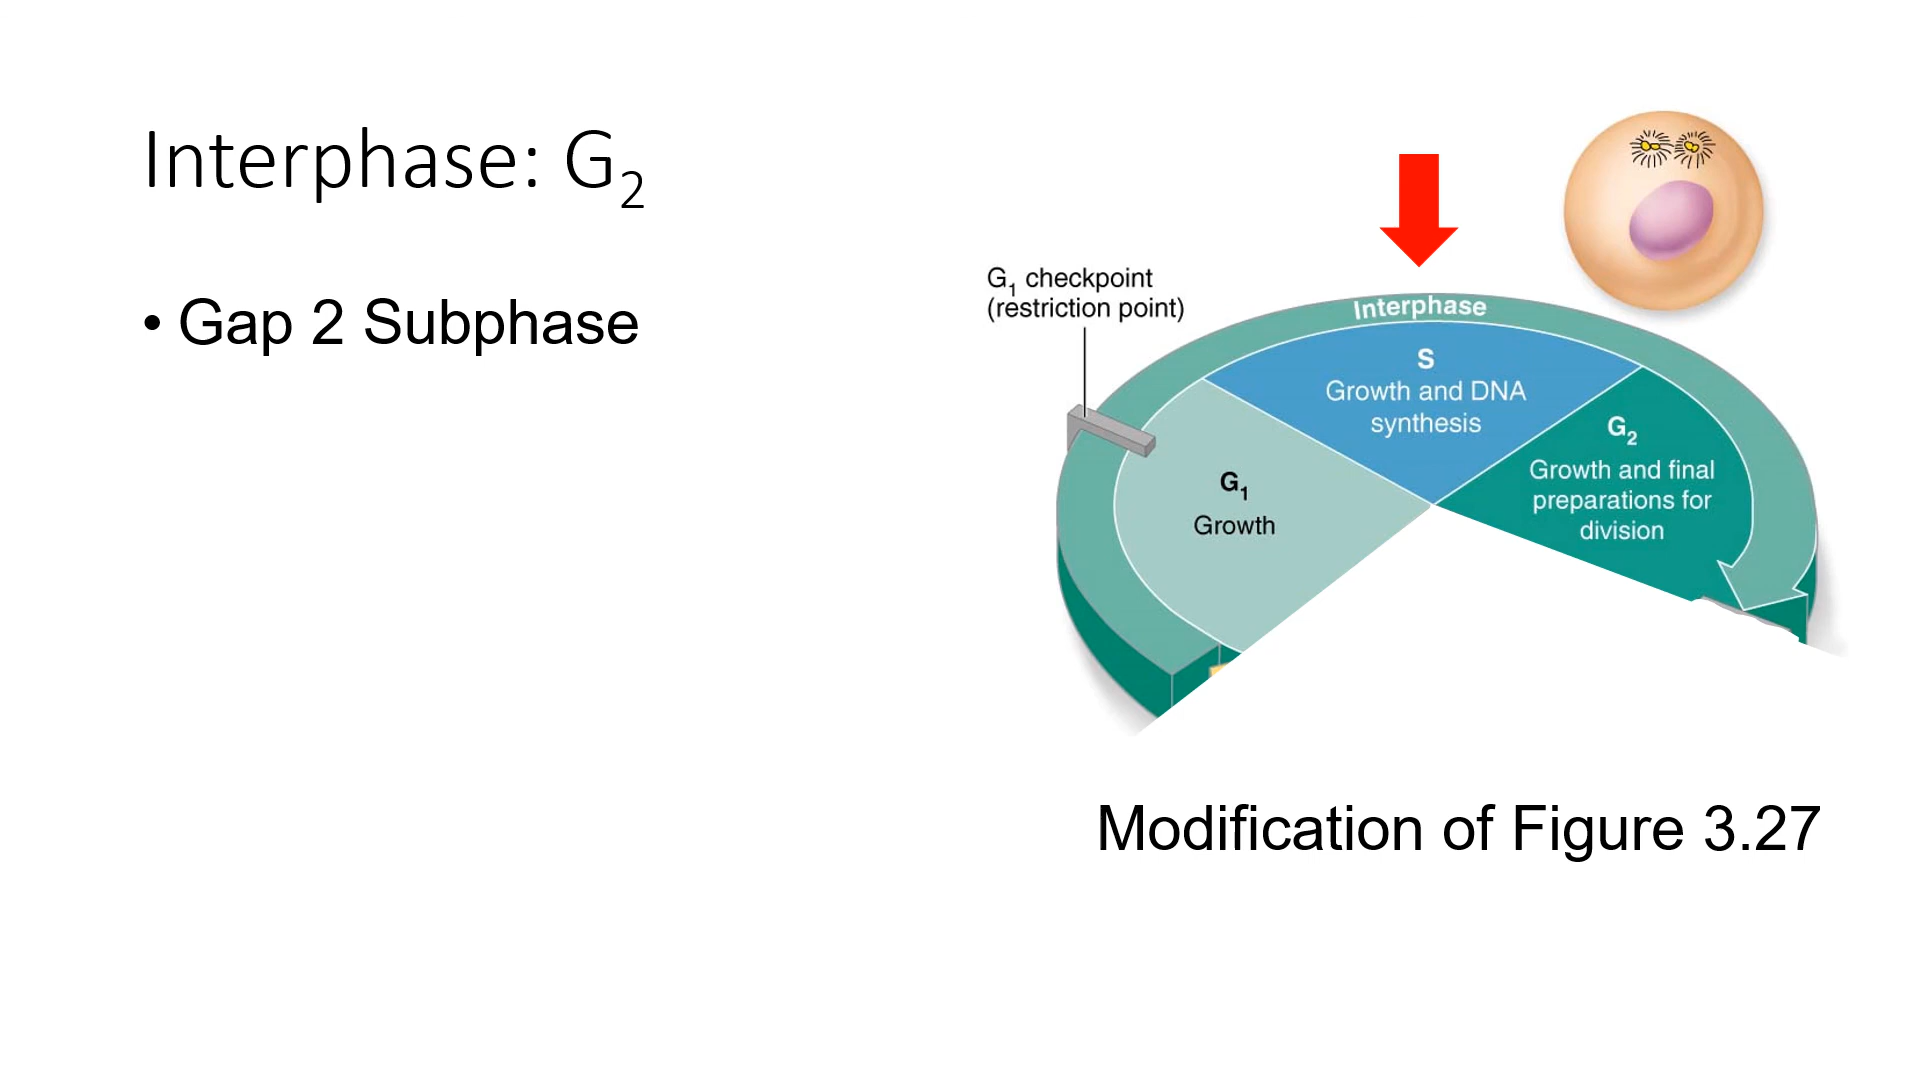 Interphase: G₂
• Gap 2 Subphase
G₁ checkpoint
(restriction point)
Interphase
S
Growth and DNA
synthesis
G₂
Growth and final
preparations for
division
G₁
Growth
Modification of Figure 3.27